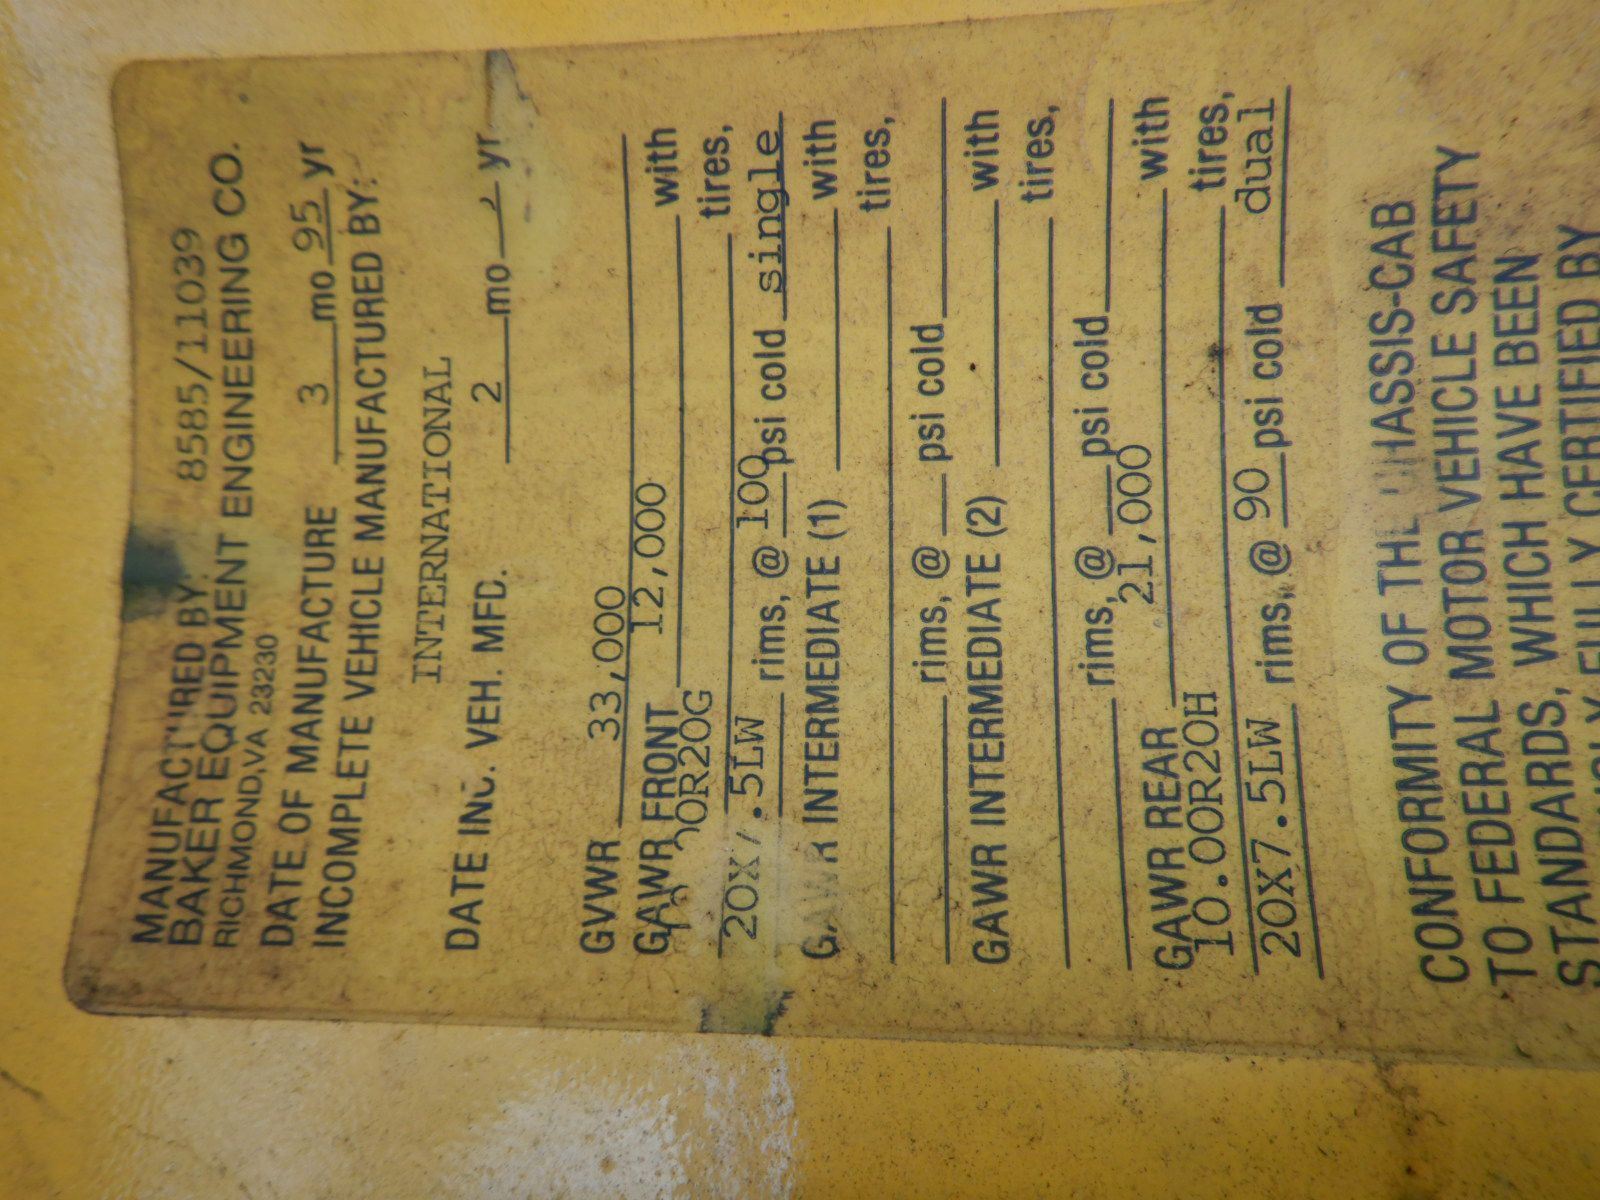 MANUFACTURED BY:
8585/11039
BAKER EQUIPMENT ENGINEERING CO.
RICHMOND, VA 23230
DATE OF MANUFACTURE 3 mo 95 yr
INCOMPLETE VEHICLE MANUFACTURED BY:
INTERNATIONAL
DATE INC. VEH. MFD. 2 mo yr
GVWR 33,000
GAWR FRONT 12,000 with
tires,
20X7.5LW rims, @ 100 psi cold single
GAWR INTERMEDIATE (1) with
tires,
rims, @ psi cold
GAWR INTERMEDIATE (2) with
tires,
rims, @ psi cold
GAWR REAR 21,000 with
10.00R20H tires,
20X7.5LW rims, @ 90 psi cold dual
CONFORMITY OF THE CHASSIS-CAB
TO FEDERAL MOTOR VEHICLE SAFETY
STANDARDS, WHICH HAVE BEEN
FULLY CERTIFIED BY